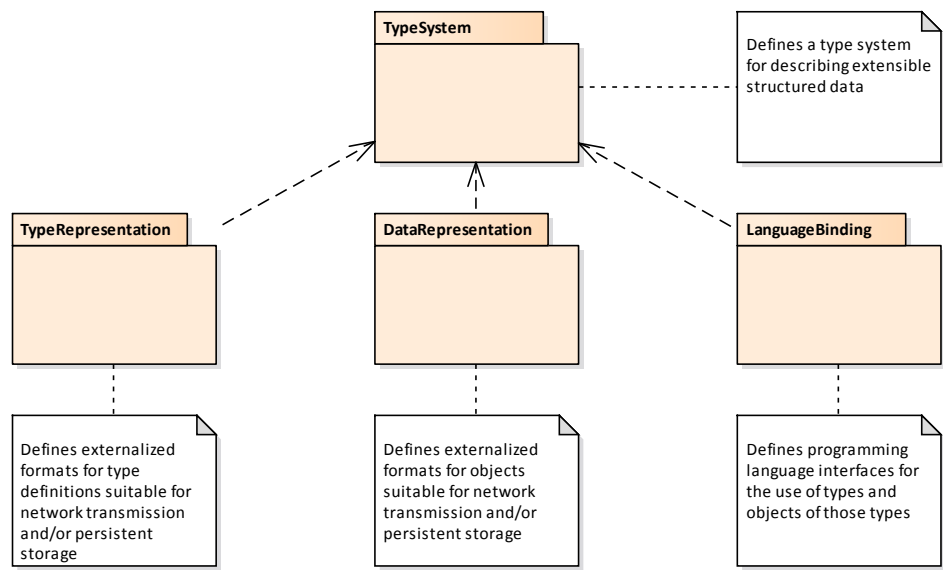 TypeSystem
Defines a type system
for describing extensible
structured data
TypeRepresentation
DataRepresentation
LanguageBinding
Defines externalized
formats for type
definitions suitable for
network transmission
and/or persistent
storage
Defines externalized
formats for objects
suitable for network
transmission and/or
persistent storage
Defines programming
language interfaces for
the use of types and
objects of those types